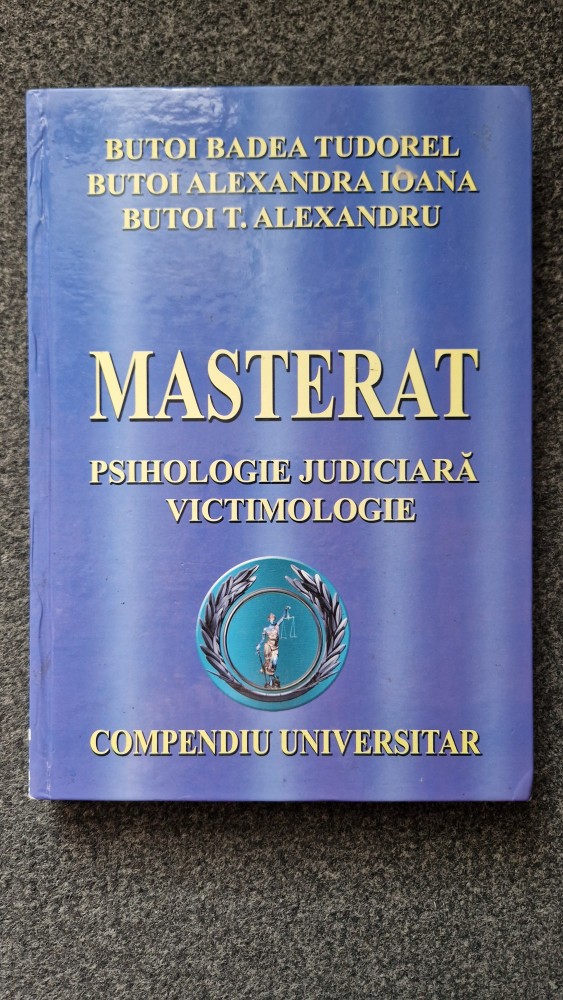 BUTOI BADEA TUDOREL
BUTOI ALEXANDRA IOANA
BUTOI T. ALEXANDRU
MASTERAT
PSIHOLOGIE JUDICIARĂ
VICTIMOLOGIE
COMPENDIU UNIVERSITAR